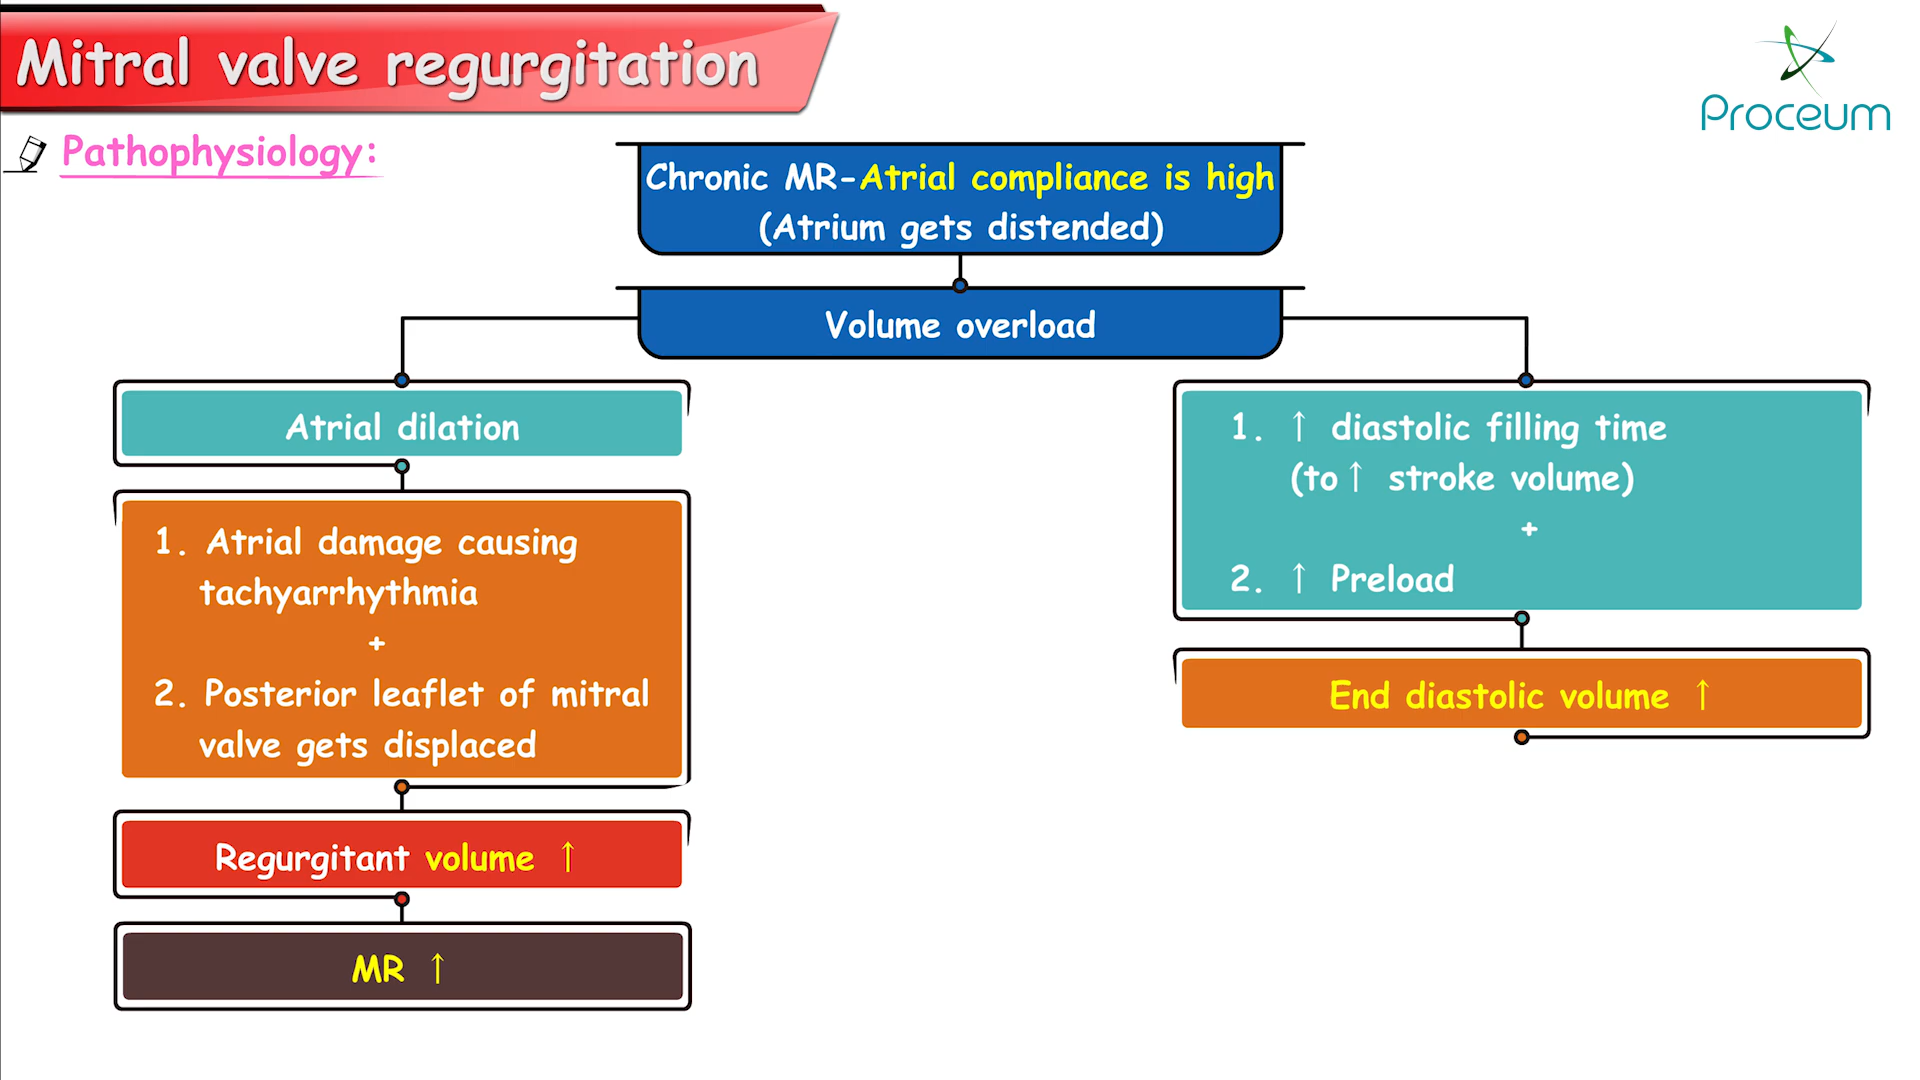 Mitral valve regurgitation
Proceum
Pathophysiology:
Chronic MR-Atrial compliance is high
(Atrium gets distended)
Volume overload
Atrial dilation
1. Atrial damage causing
tachyarrhythmia
+
2. Posterior leaflet of mitral
valve gets displaced
Regurgitant volume ↑
MR ↑
1. ↑ diastolic filling time
(to ↑ stroke volume)
+
2. ↑ Preload
End diastolic volume ↑